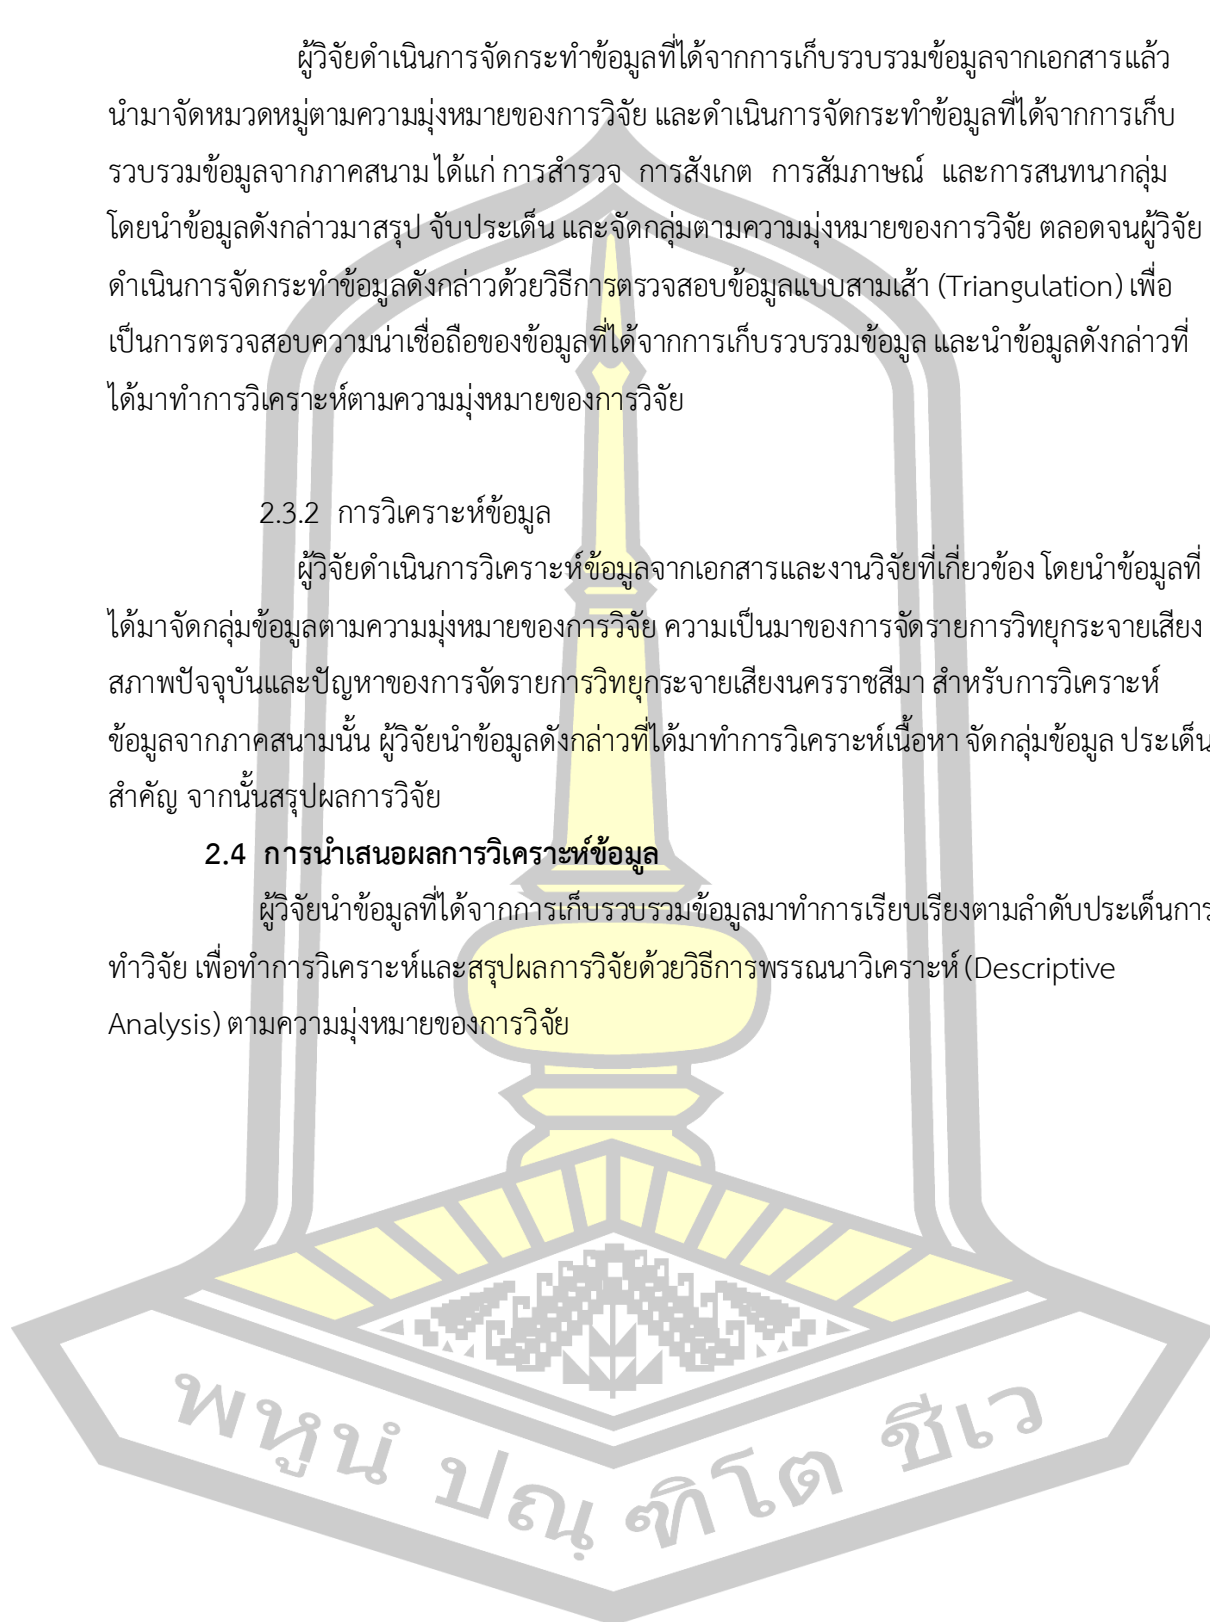 ผู้วิจัยดำเนินการจัดกระทำข้อมูลที่ได้จากการเก็บรวบรวมข้อมูลจากเอกสารแล้ว
นำมาจัดหมวดหมู่ตามความมุ่งหมายของการวิจัย และดำเนินการจัดกระทำข้อมูลที่ได้จากการเก็บ
รวบรวมข้อมูลจากภาคสนาม ได้แก่ การสำรวจ การสังเกต การสัมภาษณ์ และการสนทนากลุ่ม
โดยนำข้อมูลดังกล่าวมาสรุป จับประเด็น และจัดกลุ่มตามความมุ่งหมายของการวิจัย ตลอดจนผู้วิจัย
ดำเนินการจัดกระทำข้อมูลดังกล่าวด้วยวิธีการตรวจสอบข้อมูลแบบสามเส้า (Triangulation) เพื่อ
เป็นการตรวจสอบความน่าเชื่อถือของข้อมูลที่ได้จากการเก็บรวบรวมข้อมูล และนำข้อมูลดังกล่าวที่
ได้มาทำการวิเคราะห์ตามความมุ่งหมายของการวิจัย
2.3.2 การวิเคราะห์ข้อมูล
ผู้วิจัยดำเนินการวิเคราะห์ข้อมูลจากเอกสารและงานวิจัยที่เกี่ยวข้อง โดยนำข้อมูลที่
ได้มาจัดกลุ่มข้อมูลตามความมุ่งหมายของการวิจัย ความเป็นมาของการจัดรายการวิทยุกระจายเสียง
สภาพปัจจุบันและปัญหาของการจัดรายการวิทยุกระจายเสียงนครราชสีมา สำหรับการวิเคราะห์
ข้อมูลจากภาคสนามนั้น ผู้วิจัยนำข้อมูลดังกล่าวที่ได้มาทำการวิเคราะห์เนื้อหา จัดกลุ่มข้อมูล ประเด็น
สำคัญ จากนั้นสรุปผลการวิจัย
2.4 การนำเสนอผลการวิเคราะห์ข้อมูล
ผู้วิจัยนำข้อมูลที่ได้จากการเก็บรวบรวมข้อมูลมาทำการเรียบเรียงตามลำดับประเด็นการ
ทำวิจัย เพื่อทำการวิเคราะห์และสรุปผลการวิจัยด้วยวิธีการพรรณนาวิเคราะห์ (Descriptive
Analysis) ตามความมุ่งหมายของการวิจัย
พหูนํ ปณฺ ฑิโต ชีเว